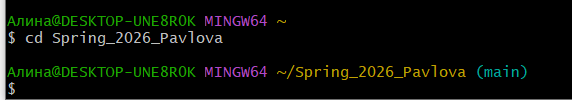 Алина@DESKTOP-UNE8R0K MINGW64 ~
$ cd Spring_2026_Pavlova
Алина@DESKTOP-UNE8R0K MINGW64 ~/Spring_2026_Pavlova (main)
$